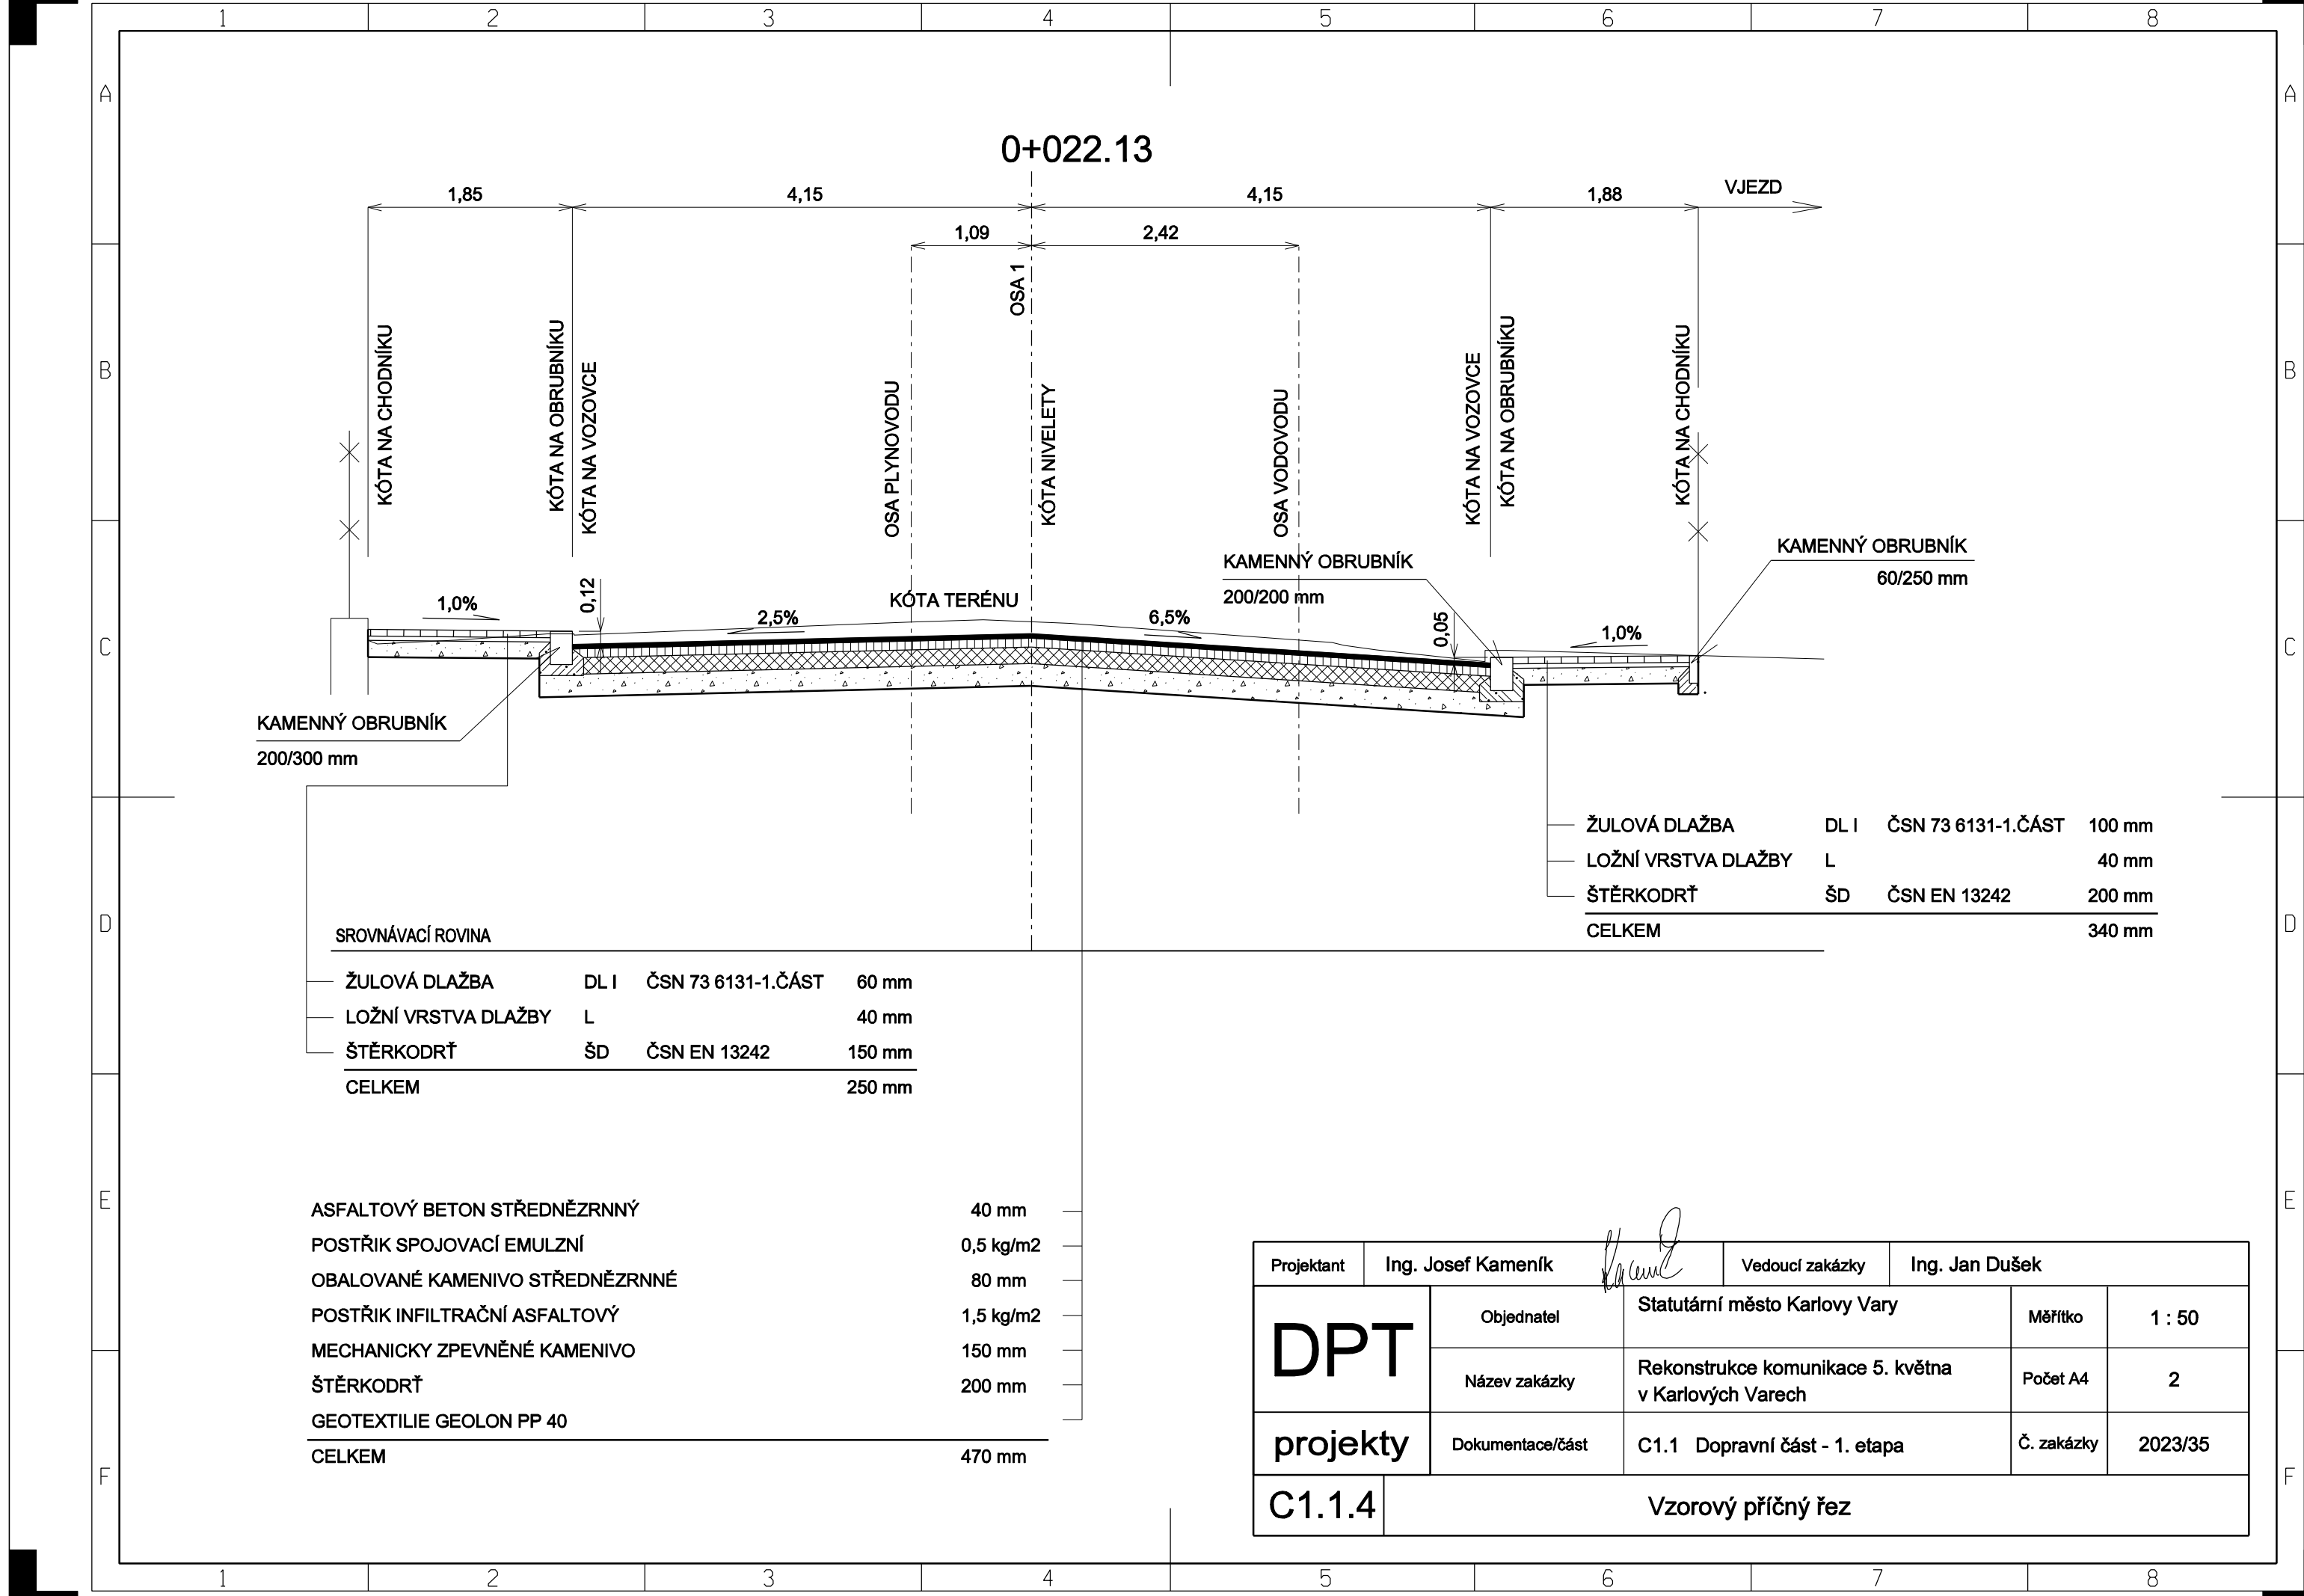 1 2 3 4 5 6 7 8
A A
0+022.13
1,85 4,15 4,15 1,88 VJEZD
1,09 2,42
OSA 1
B B
KÓTA NA CHODNÍKU
KÓTA NA OBRUBNÍKU
KÓTA NA VOZOVCE
OSA PLYNOVODU
KÓTA NIVELETY
OSA VODOVODU
KÓTA NA VOZOVCE
KÓTA NA OBRUBNÍKU
KÓTA NA CHODNÍKU
KAMENNÝ OBRUBNÍK
60/250 mm
KAMENNÝ OBRUBNÍK
200/200 mm
1,0% 0,12 2,5% KÓTA TERÉNU 6,5% 0,05 1,0%
C C
KAMENNÝ OBRUBNÍK
200/300 mm
ŽULOVÁ DLAŽBA DL I ČSN 73 6131-1.ČÁST 100 mm
LOŽNÍ VRSTVA DLAŽBY L 40 mm
ŠTĚRKODRŤ ŠD ČSN EN 13242 200 mm
CELKEM 340 mm
D D
SROVNÁVACÍ ROVINA
ŽULOVÁ DLAŽBA DL I ČSN 73 6131-1.ČÁST 60 mm
LOŽNÍ VRSTVA DLAŽBY L 40 mm
ŠTĚRKODRŤ ŠD ČSN EN 13242 150 mm
CELKEM 250 mm
E E
ASFALTOVÝ BETON STŘEDNĚZRNNÝ 40 mm
POSTŘIK SPOJOVACÍ EMULZNÍ 0,5 kg/m2
OBALOVANÉ KAMENIVO STŘEDNĚZRNNÉ 80 mm
POSTŘIK INFILTRAČNÍ ASFALTOVÝ 1,5 kg/m2
MECHANICKY ZPEVNĚNÉ KAMENIVO 150 mm
ŠTĚRKODRŤ 200 mm
GEOTEXTILIE GEOLON PP 40
CELKEM 470 mm
F F
Projektant Ing. Josef Kameník Vedoucí zakázky Ing. Jan Dušek
DPT
projekty
Objednatel Statutární město Karlovy Vary Měřítko 1 : 50
Název zakázky Rekonstrukce komunikace 5. května
v Karlových Varech
Počet A4 2
Dokumentace/část C1.1 Dopravní část - 1. etapa Č. zakázky 2023/35
C1.1.4 Vzorový příčný řez
1 2 3 4 5 6 7 8